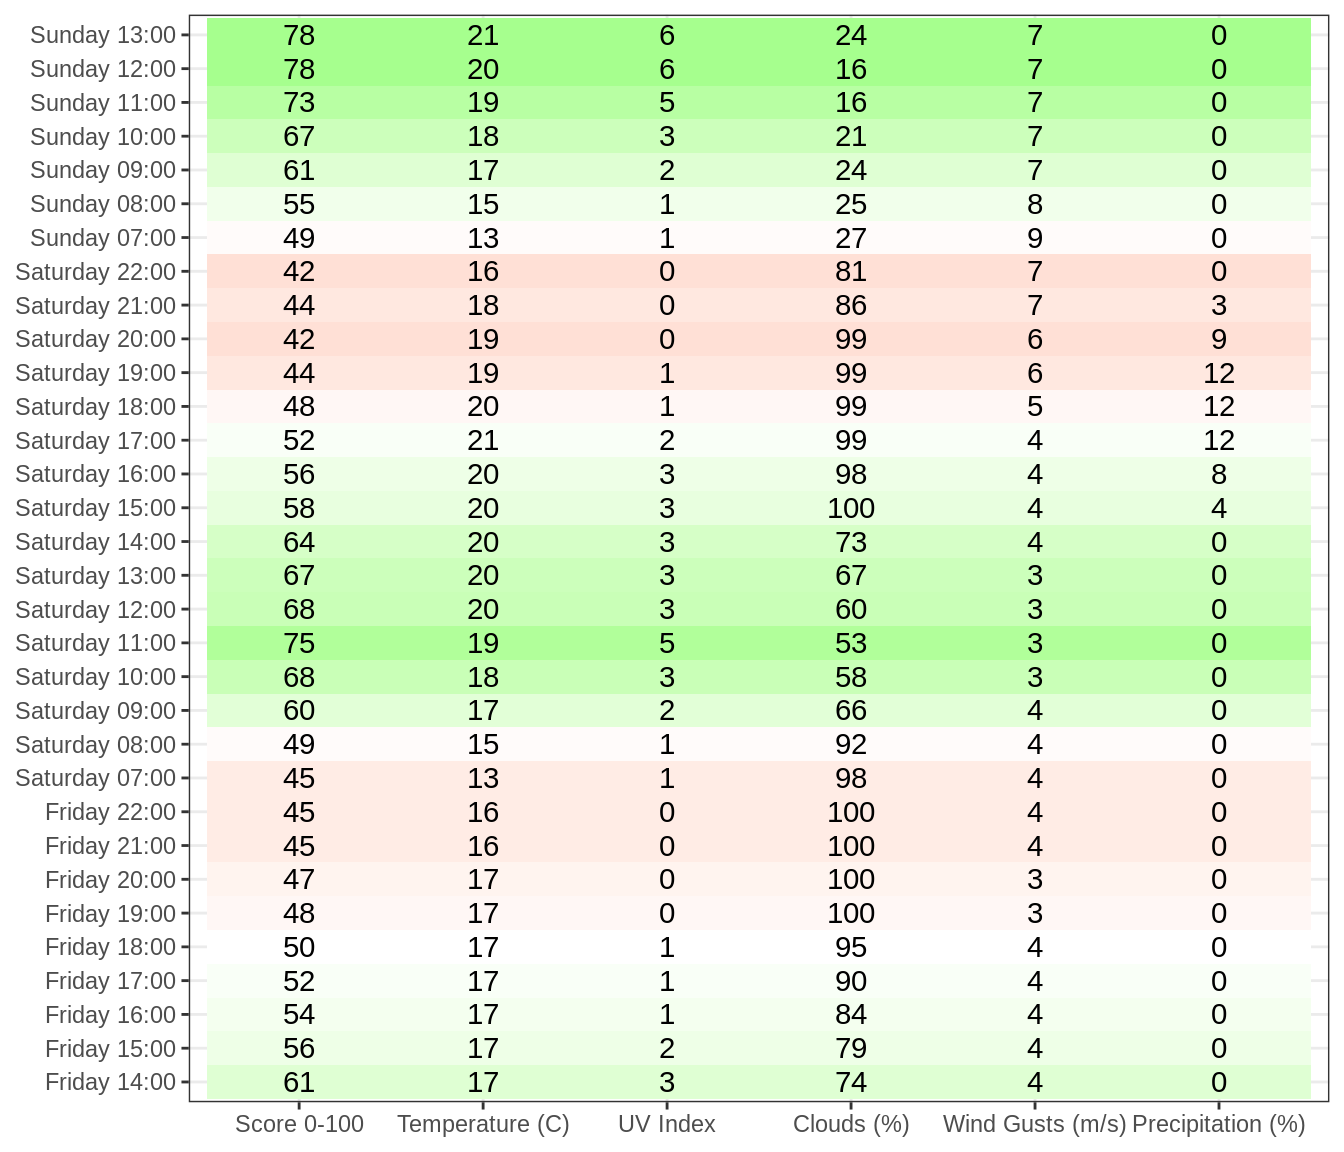 Sunday 13:00 78 21 6 24 7 0
Sunday 12:00 78 20 6 16 7 0
Sunday 11:00 73 19 5 16 7 0
Sunday 10:00 67 18 3 21 7 0
Sunday 09:00 61 17 2 24 7 0
Sunday 08:00 55 15 1 25 8 0
Sunday 07:00 49 13 1 27 9 0
Saturday 22:00 42 16 0 81 7 0
Saturday 21:00 44 18 0 86 7 3
Saturday 20:00 42 19 0 99 6 9
Saturday 19:00 44 19 1 99 6 12
Saturday 18:00 48 20 1 99 5 12
Saturday 17:00 52 21 2 99 4 12
Saturday 16:00 56 20 3 98 4 8
Saturday 15:00 58 20 3 100 4 4
Saturday 14:00 64 20 3 73 4 0
Saturday 13:00 67 20 3 67 3 0
Saturday 12:00 68 20 3 60 3 0
Saturday 11:00 75 19 5 53 3 0
Saturday 10:00 68 18 3 58 3 0
Saturday 09:00 60 17 2 66 4 0
Saturday 08:00 49 15 1 92 4 0
Saturday 07:00 45 13 1 98 4 0
Friday 22:00 45 16 0 100 4 0
Friday 21:00 45 16 0 100 4 0
Friday 20:00 47 17 0 100 3 0
Friday 19:00 48 17 0 100 3 0
Friday 18:00 50 17 1 95 4 0
Friday 17:00 52 17 1 90 4 0
Friday 16:00 54 17 1 84 4 0
Friday 15:00 56 17 2 79 4 0
Friday 14:00 61 17 3 74 4 0
Score 0-100 Temperature (C) UV Index Clouds (%) Wind Gusts (m/s) Precipitation (%)